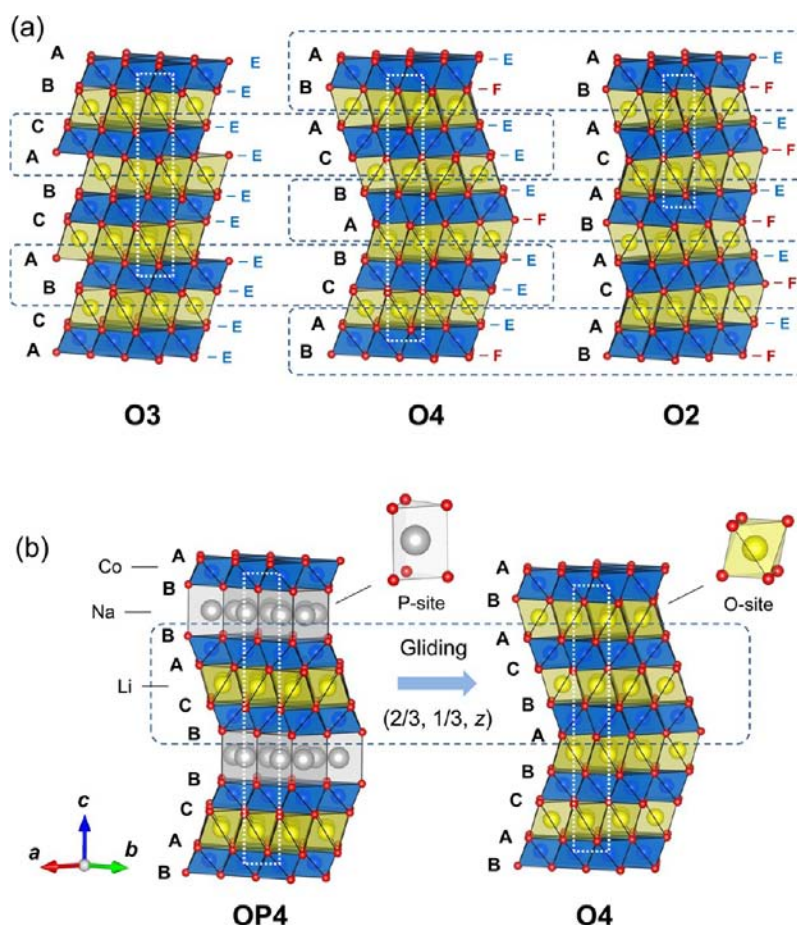 (a)
A E A –E A –E
B –E B –F B –F
C –E A –E A –E
A –E C –E C –F
B –E B –E A –E
C –E A –F B –F
A –E B –E A –E
B –E C –E C –F
C –E A –E A –E
A –E B –F B –F
O3 O4 O2
(b)
P-site
O-site
Co
Na
Li
A
B
B
A
C
B
B
C
A
B
Gliding
(2/3, 1/3, z)
A
B
A
C
B
A
B
C
A
B
c
a b
OP4 O4